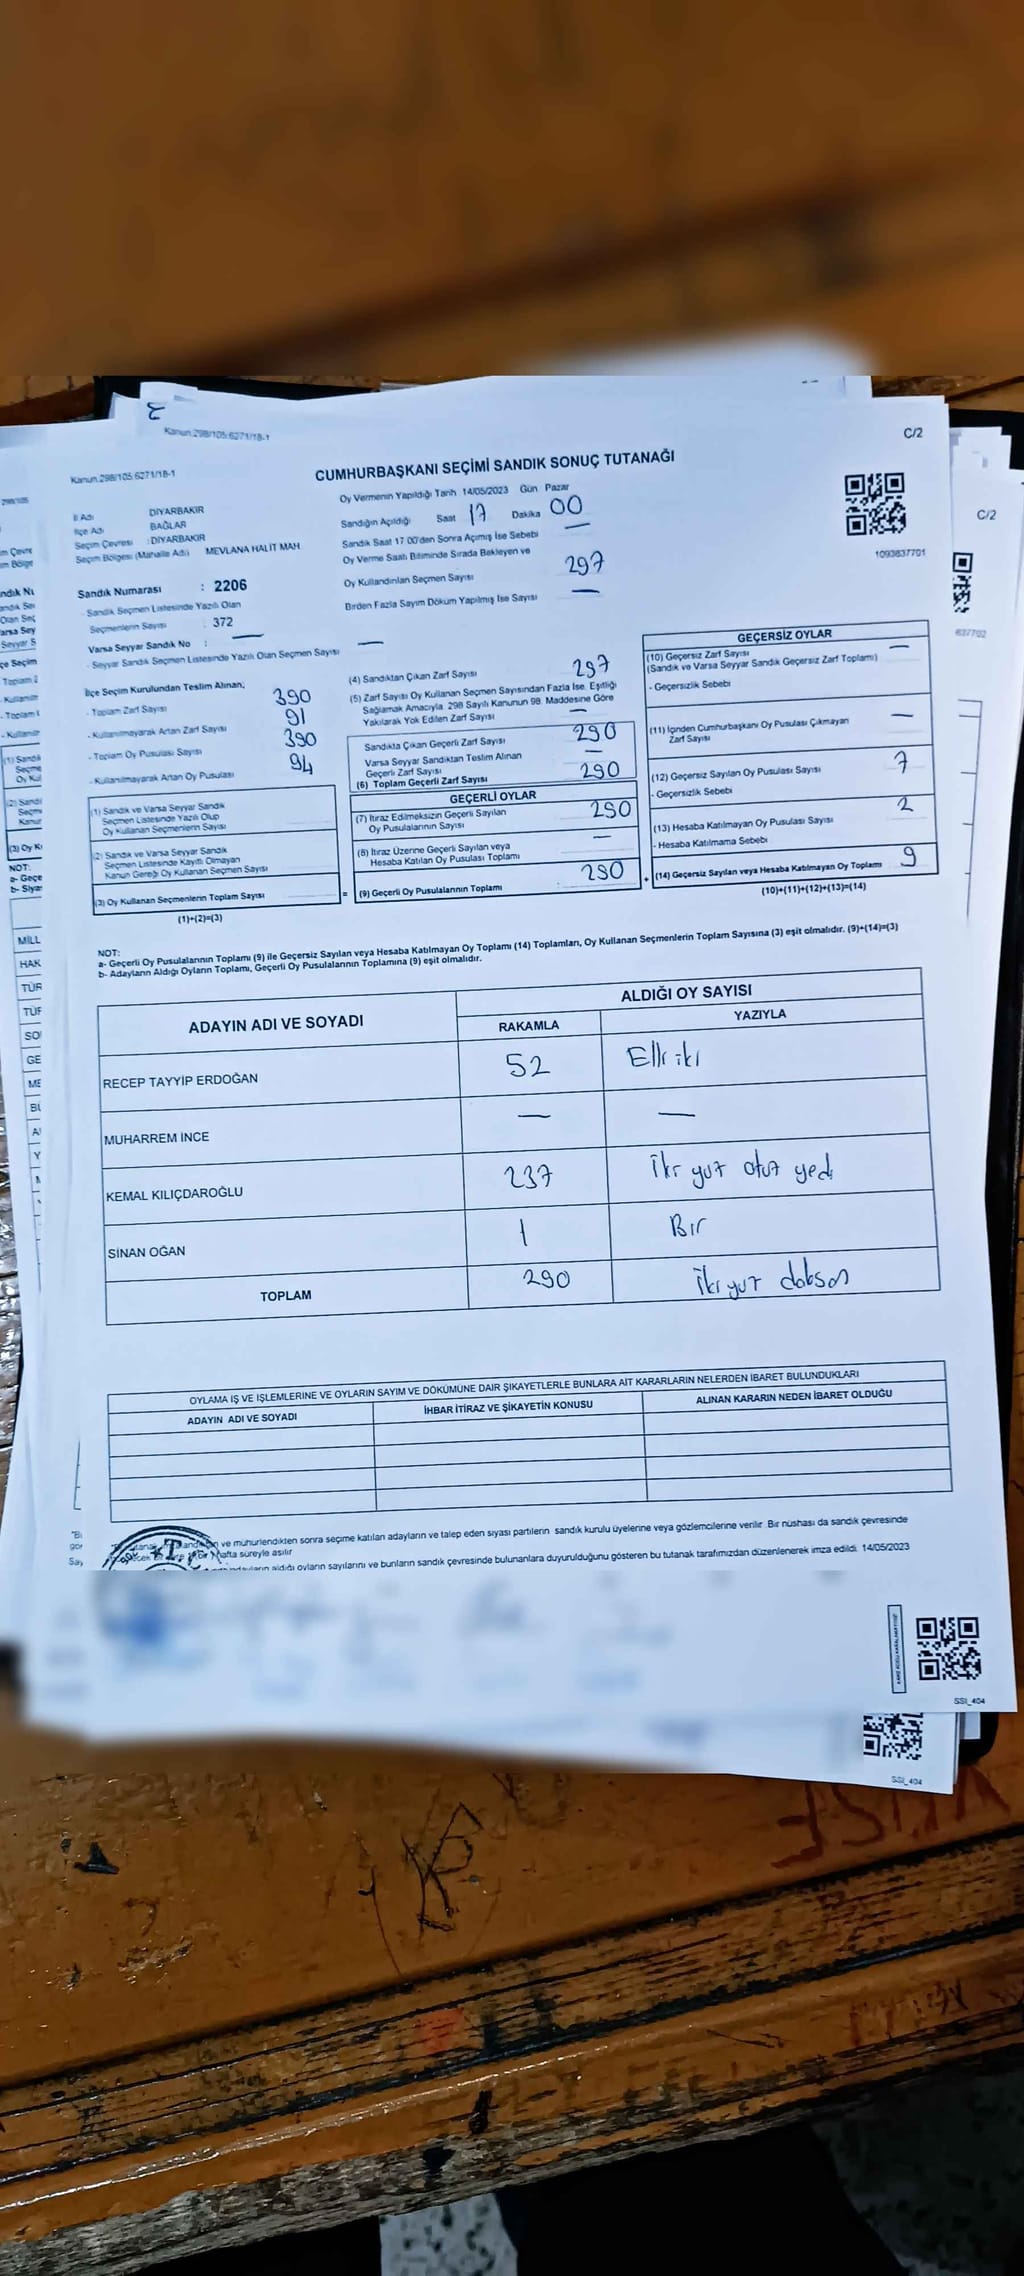 Kanun.298/105:6271/18-1
Kanun.298/105:6271/18-1
C/2
CUMHURBAŞKANI SEÇİMİ SANDIK SONUÇ TUTANAĞI
İl Adı DİYARBAKIR
İlçe Adı BAĞLAR
Seçim Çevresi : DİYARBAKIR
Seçim Bölgesi (Mahalle Adı) MEVLANA HALİT MAH
Oy Vermenin Yapıldığı Tarih 14/05/2023 Gün Pazar
Sandığın Açıldığı Saat 17 Dakika 00
Sandık Saat 17.00'den Sonra Açılmış İse Sebebi —
Oy Verme Saati Bitiminde Sırada Bekleyen ve
Oy Kullandırılan Seçmen Sayısı 297
Birden Fazla Sayım Döküm Yapılmış İse Sayısı —
1093837701
Sandık Numarası : 2206
- Sandık Seçmen Listesinde Yazılı Olan
Seçmenlerin Sayısı : 372
Varsa Seyyar Sandık No : —
- Seyyar Sandık Seçmen Listesinde Yazılı Olan Seçmen Sayısı —
İlçe Seçim Kurulundan Teslim Alınan;
- Toplam Zarf Sayısı 390
- Kullanılmayarak Artan Zarf Sayısı 91
- Toplam Oy Pusulası Sayısı 390
- Kullanılmayarak Artan Oy Pusulası 94
(1) Sandık ve Varsa Seyyar Sandık
Seçmen Listesinde Yazılı Olup
Oy Kullanan Seçmenlerin Sayısı
(2) Sandık ve Varsa Seyyar Sandık
Seçmen Listesinde Kayıtlı Olmayan
Kanun Gereği Oy Kullanan Seçmen Sayısı
(3) Oy Kullanan Seçmenlerin Toplam Sayısı
(1)+(2)=(3)
(4) Sandıktan Çıkan Zarf Sayısı 297
(5) Zarf Sayısı Oy Kullanan Seçmen Sayısından Fazla İse, Eşitliği
Sağlamak Amacıyla 298 Sayılı Kanunun 98. Maddesine Göre
Yakılarak Yok Edilen Zarf Sayısı —
Sandıkta Çıkan Geçerli Zarf Sayısı 290
Varsa Seyyar Sandıktan Teslim Alınan
Geçerli Zarf Sayısı —
(6) Toplam Geçerli Zarf Sayısı 290
GEÇERLİ OYLAR
(7) İtiraz Edilmeksizin Geçerli Sayılan
Oy Pusulalarının Sayısı 290
(8) İtiraz Üzerine Geçerli Sayılan veya
Hesaba Katılan Oy Pusulası Toplamı —
= (9) Geçerli Oy Pusulalarının Toplamı : 290
GEÇERSİZ OYLAR
(10) Geçersiz Zarf Sayısı —
(Sandık ve Varsa Seyyar Sandık Geçersiz Zarf Toplamı)
- Geçersizlik Sebebi
(11) İçinden Cumhurbaşkanı Oy Pusulası Çıkmayan —
Zarf Sayısı
(12) Geçersiz Sayılan Oy Pusulası Sayısı 7
- Geçersizlik Sebebi
(13) Hesaba Katılmayan Oy Pusulası Sayısı 2
- Hesaba Katılmama Sebebi
+ (14) Geçersiz Sayılan veya Hesaba Katılmayan Oy Toplamı 9
(10)+(11)+(12)+(13)=(14)
NOT:
a- Geçerli Oy Pusulalarının Toplamı (9) ile Geçersiz Sayılan veya Hesaba Katılmayan Oy Toplamı (14) Toplamları, Oy Kullanan Seçmenlerin Toplam Sayısına (3) eşit olmalıdır. (9)+(14)=(3)
b- Adayların Aldığı Oyların Toplamı, Geçerli Oy Pusulalarının Toplamına (9) eşit olmalıdır.
ADAYIN ADI VE SOYADI
ALDIĞI OY SAYISI
RAKAMLA YAZIYLA
RECEP TAYYİP ERDOĞAN 52 Elli iki
MUHARREM İNCE — —
KEMAL KILIÇDAROĞLU 237 İki yuz otuz yedi
SİNAN OĞAN 1 Bir
TOPLAM 290 İki yuz doksan
OYLAMA İŞ VE İŞLEMLERİNE VE OYLARIN SAYIM VE DÖKÜMÜNE DAİR ŞİKAYETLERLE BUNLARA AİT KARARLARIN NELERDEN İBARET BULUNDUKLARI
ADAYIN ADI VE SOYADI İHBAR İTİRAZ VE ŞİKAYETİN KONUSU ALINAN KARARIN NEDEN İBARET OLDUĞU
ve mühürlendikten sonra seçime katılan adayların ve talep eden siyasi partilerin sandık kurulu üyelerine veya gözlemcilerine verilir. Bir nüshası da sandık çevresinde
hafta süreyle asılır
aldığı oyların sayılarını ve bunların sandık çevresinde bulunanlara duyurulduğunu gösteren bu tutanak tarafımızdan düzenlenerek imza edildi. 14/05/2023
SSI_404
SSI_404
C/2
637702